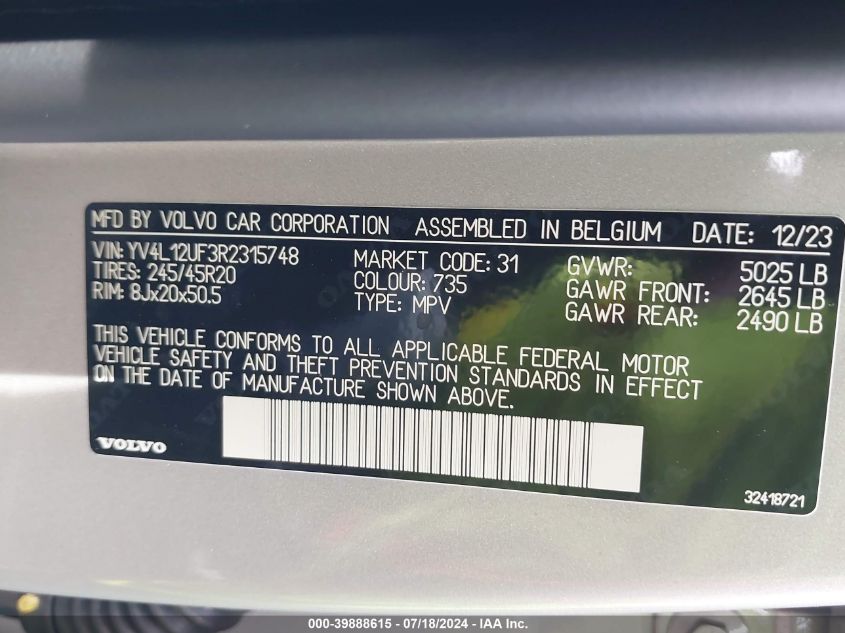 MFD BY VOLVO CAR CORPORATION ASSEMBLED IN BELGIUM DATE: 12/23
VIN: YV4L12UF3R2315748 MARKET CODE: 31 GVWR: 5025 LB
TIRES: 245/45R20 COLOUR: 735 GAWR FRONT: 2645 LB
RIM: 8Jx20x50.5 TYPE: MPV GAWR REAR: 2490 LB
THIS VEHICLE CONFORMS TO ALL APPLICABLE FEDERAL MOTOR
VEHICLE SAFETY AND THEFT PREVENTION STANDARDS IN EFFECT
ON THE DATE OF MANUFACTURE SHOWN ABOVE.
VOLVO
32418721
000-39888615 - 07/18/2024 - IAA Inc.